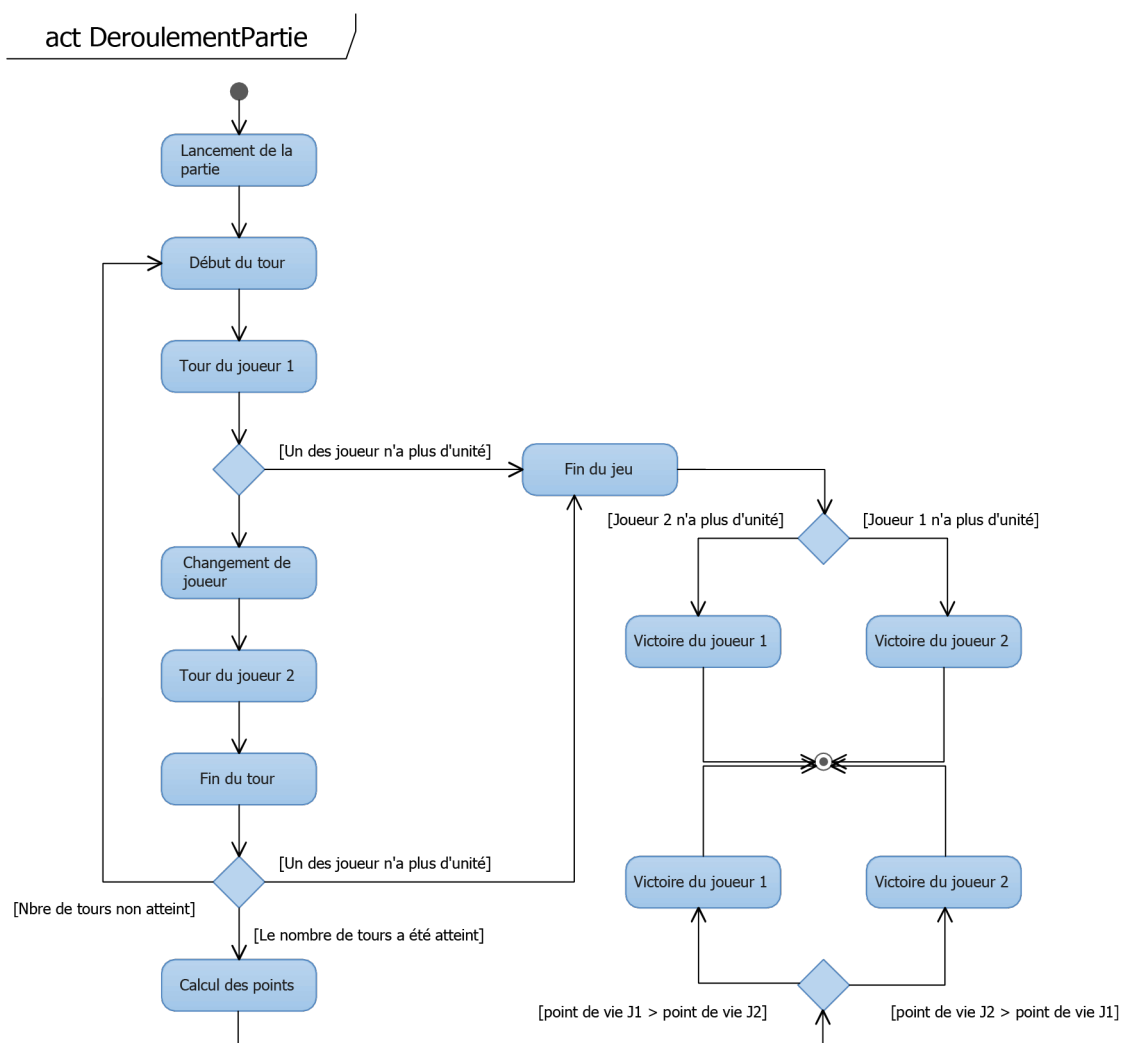 act DeroulementPartie
Lancement de la
partie
Début du tour
Tour du joueur 1
[Un des joueur n'a plus d'unité]
Fin du jeu
[Joueur 2 n'a plus d'unité]
[Joueur 1 n'a plus d'unité]
Changement de
joueur
Victoire du joueur 1
Victoire du joueur 2
Tour du joueur 2
Fin du tour
[Un des joueur n'a plus d'unité]
Victoire du joueur 1
Victoire du joueur 2
[Nbre de tours non atteint]
[Le nombre de tours a été atteint]
Calcul des points
[point de vie J1 > point de vie J2]
[point de vie J2 > point de vie J1]